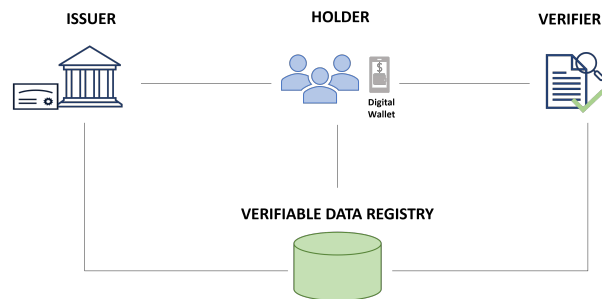 ISSUER
HOLDER
VERIFIER
Digital
Wallet
VERIFIABLE DATA REGISTRY